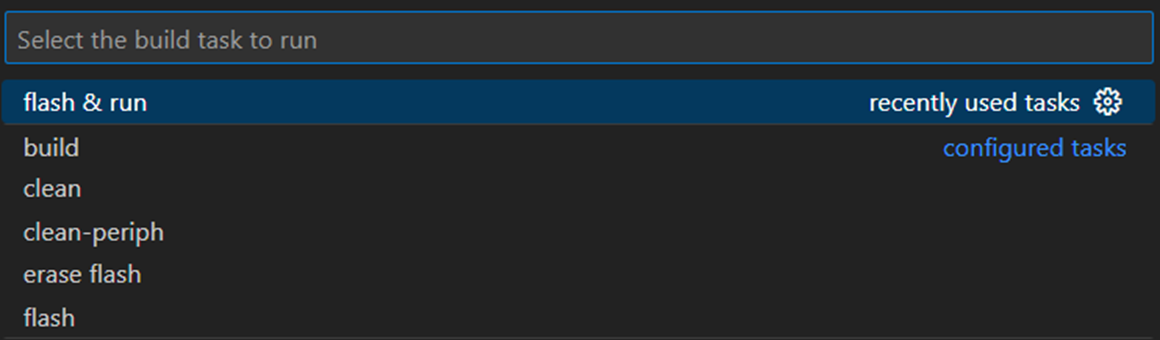 Select the build task to run
flash & run recently used tasks
build configured tasks
clean
clean-periph
erase flash
flash